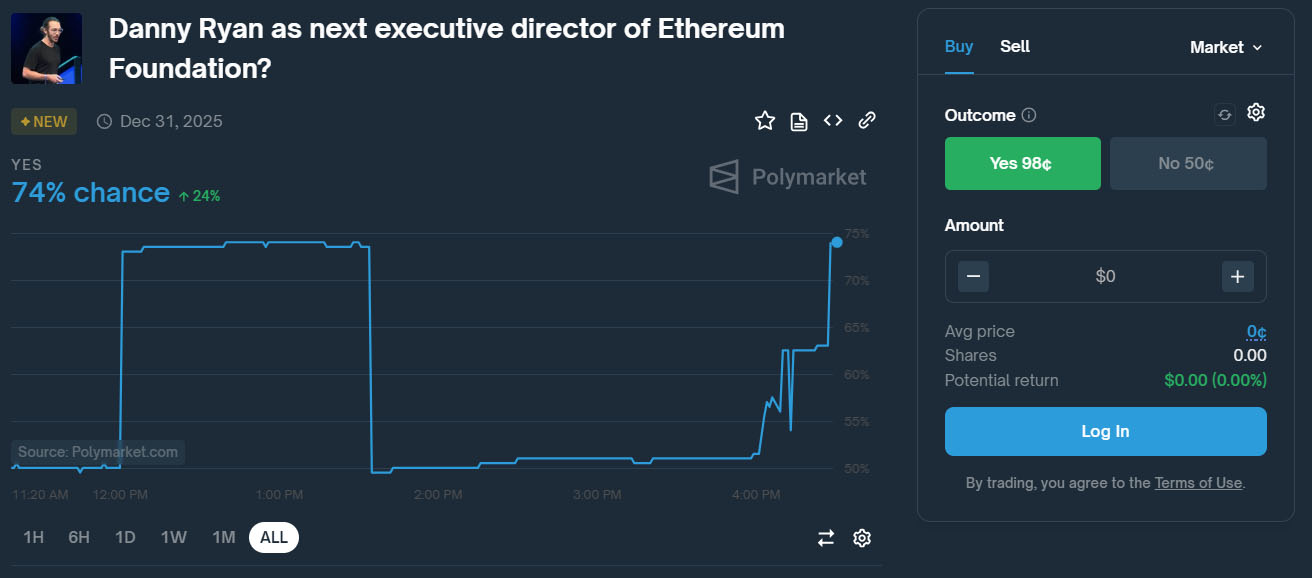 Danny Ryan as next executive director of Ethereum
Foundation?
NEW
Dec 31, 2025
YES
74% chance
24%
Polymarket
75%
70%
65%
60%
55%
50%
Source: Polymarket.com
11:20 AM 12:00 PM 1:00 PM 2:00 PM 3:00 PM 4:00 PM
1H 6H 1D 1W 1M ALL
Buy Sell Market
Outcome
Yes 98¢ No 50¢
Amount
− $0 +
Avg price 0¢
Shares 0.00
Potential return $0.00 (0.00%)
Log In
By trading, you agree to the Terms of Use.